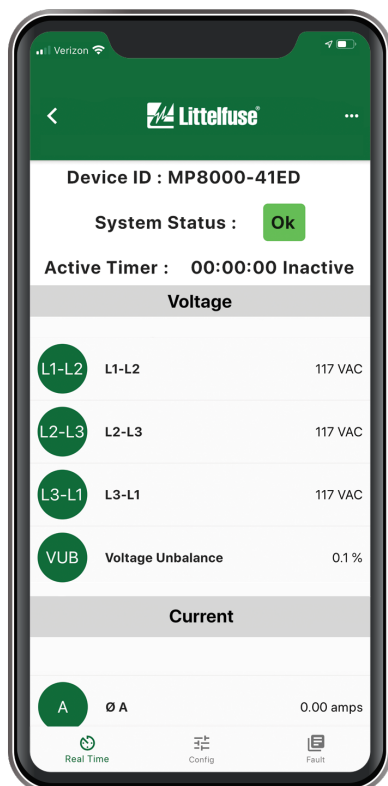 Verizon
Littelfuse®
Device ID : MP8000-41ED
System Status : Ok
Active Timer : 00:00:00 Inactive
Voltage
L1-L2 L1-L2 117 VAC
L2-L3 L2-L3 117 VAC
L3-L1 L3-L1 117 VAC
VUB Voltage Unbalance 0.1 %
Current
A Ø A 0.00 amps
Real Time Config Fault